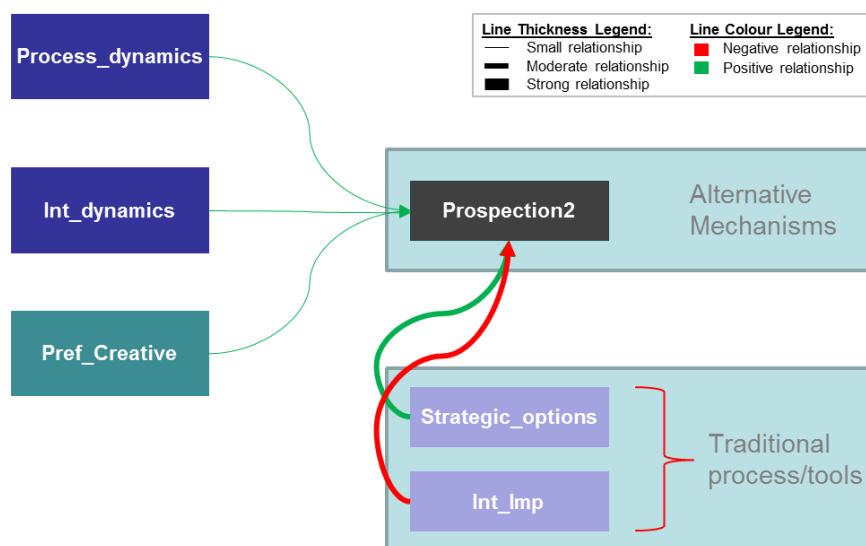 Line Thickness Legend:
Small relationship
Moderate relationship
Strong relationship
Line Colour Legend:
Negative relationship
Positive relationship
Process_dynamics
Int_dynamics
Pref_Creative
Prospection2
Alternative
Mechanisms
Strategic_options
Int_Imp
Traditional
process/tools